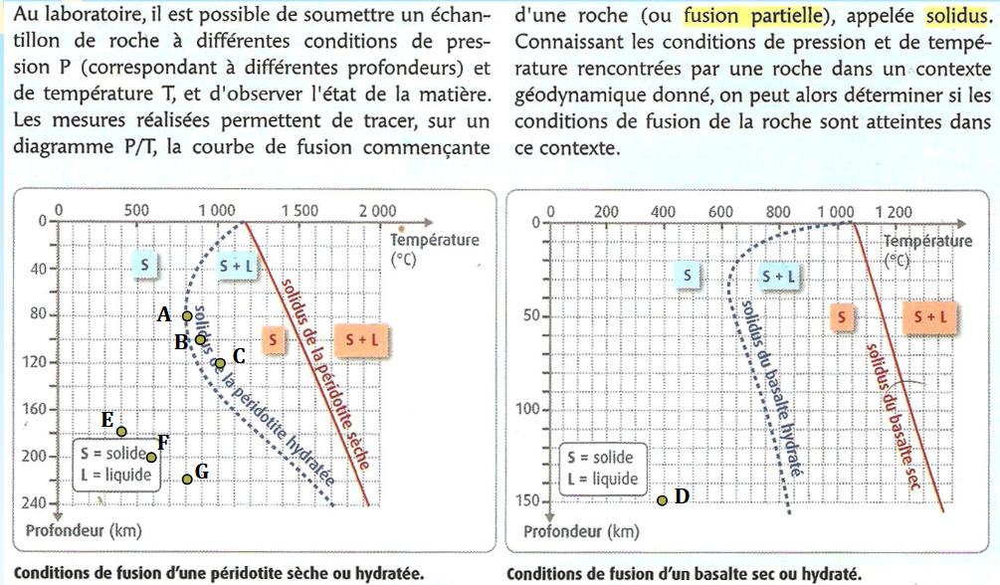 Au laboratoire, il est possible de soumettre un échan-
tillon de roche à différentes conditions de pres-
sion P (correspondant à différentes profondeurs) et
de température T, et d'observer l'état de la matière.
Les mesures réalisées permettent de tracer, sur un
diagramme P/T, la courbe de fusion commençante
d'une roche (ou fusion partielle), appelée solidus.
Connaissant les conditions de pression et de tempé-
rature rencontrées par une roche dans un contexte
géodynamique donné, on peut alors déterminer si les
conditions de fusion de la roche sont atteintes dans
ce contexte.
0 500 1 000 1 500 2 000
Température
(°C)
0
40
80
120
160
200
240
S
S + L
S
S + L
solidus de la péridotite sèche
solidus de la péridotite hydratée
A
B
C
E
F
G
S = solide
L = liquide
Profondeur (km)
Conditions de fusion d'une péridotite sèche ou hydratée.
0 200 400 600 800 1 000 1 200
Température
(°C)
0
50
100
150
S
S + L
S
S + L
solidus du basalte hydraté
solidus du basalte sec
S = solide
L = liquide
D
Profondeur (km)
Conditions de fusion d'un basalte sec ou hydraté.